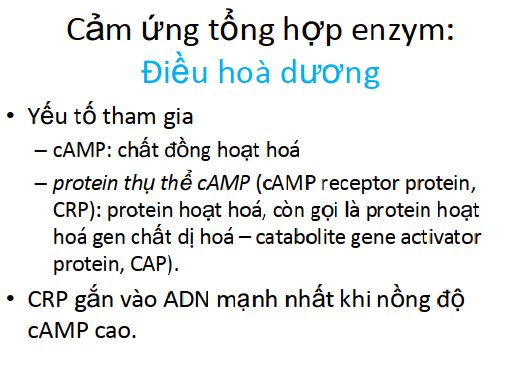 Cảm ứng tổng hợp enzym:
Điều hoà dương
• Yếu tố tham gia
– cAMP: chất đồng hoạt hoá
– protein thụ thể cAMP (cAMP receptor protein,
CRP): protein hoạt hoá, còn gọi là protein hoạt
hoá gen chất dị hoá – catabolite gene activator
protein, CAP).
• CRP gắn vào ADN mạnh nhất khi nồng độ
cAMP cao.